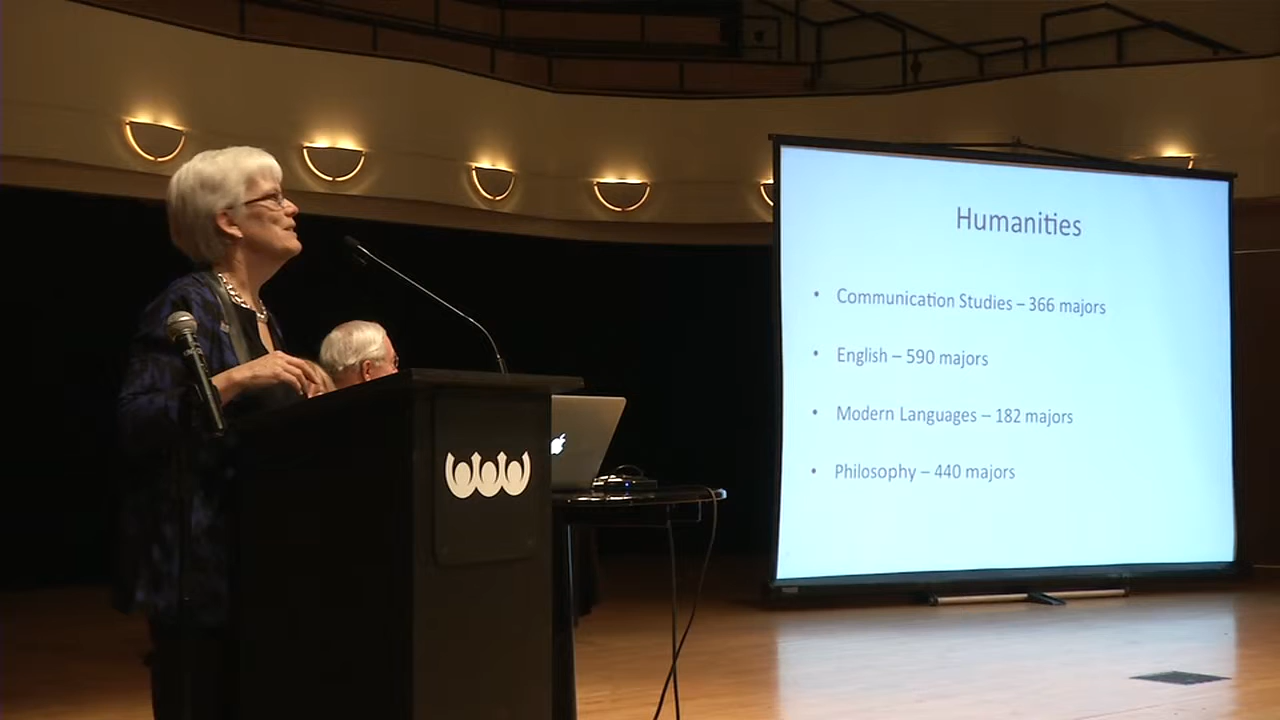 Humanities
• Communication Studies – 366 majors
• English – 590 majors
• Modern Languages – 182 majors
• Philosophy – 440 majors